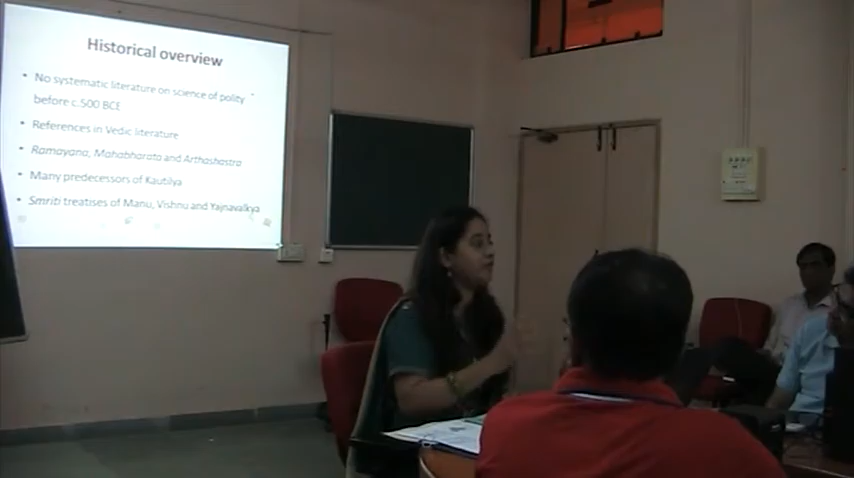 Historical overview
• No systematic literature on science of polity
before c.500 BCE
• References in Vedic literature
• Ramayana, Mahabharata and Arthashastra
• Many predecessors of Kautilya
• Smriti treatises of Manu, Vishnu and Yajnavalkya